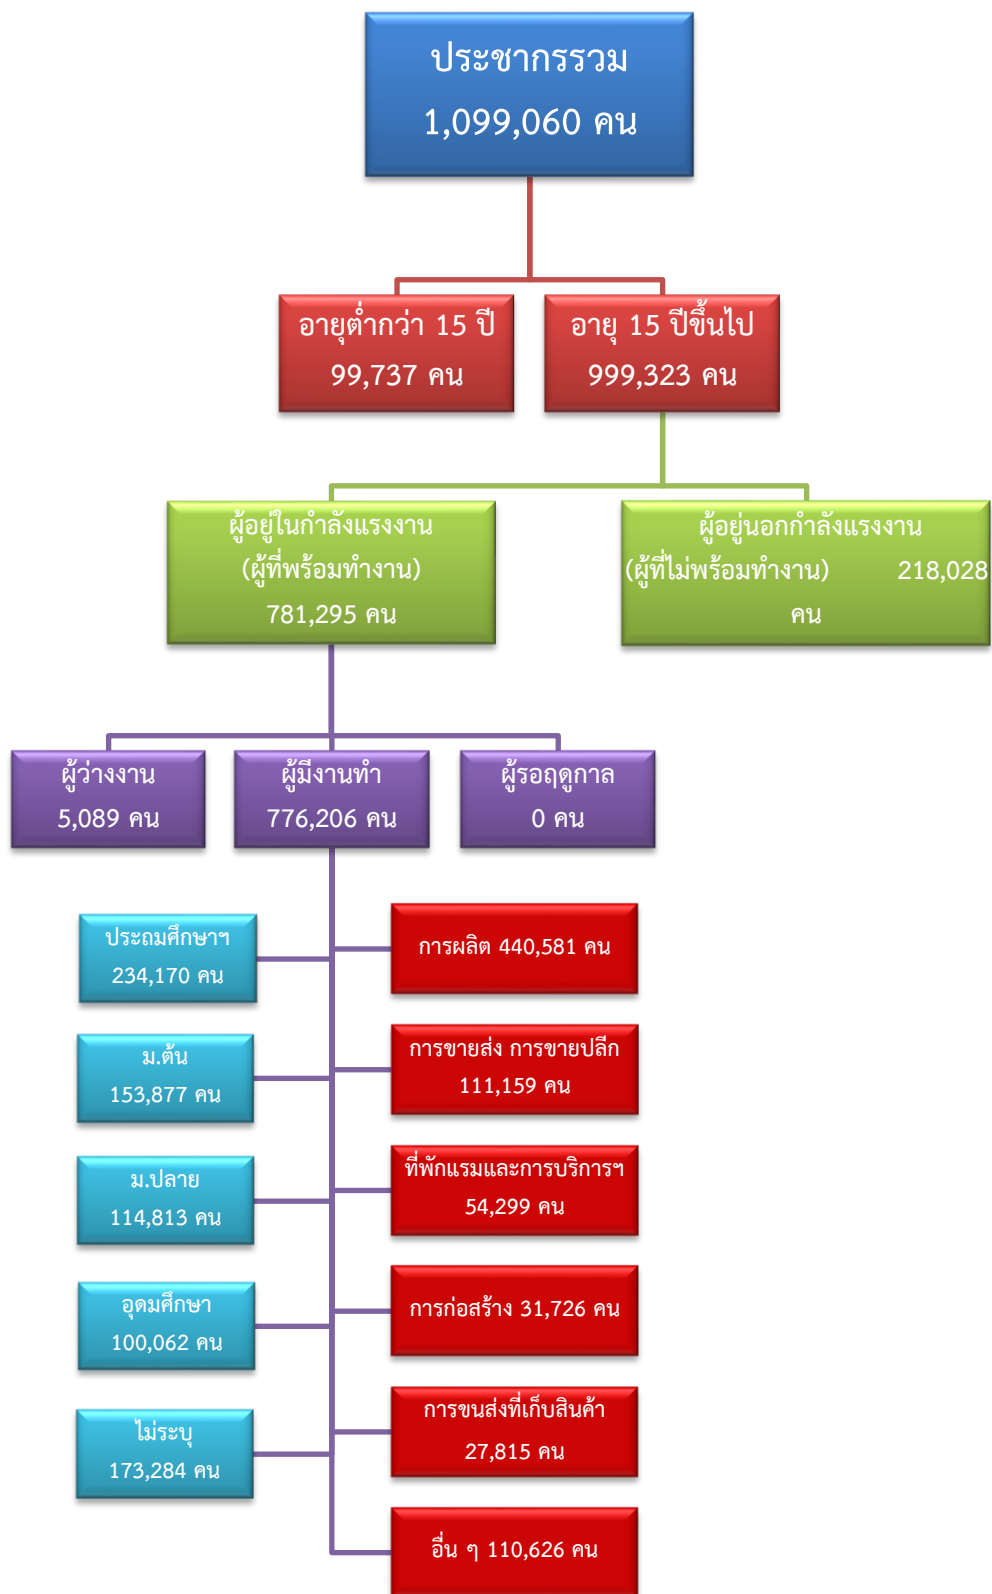 ประชากรรวม
1,099,060 คน
อายุต่ำกว่า 15 ปี
99,737 คน
อายุ 15 ปีขึ้นไป
999,323 คน
ผู้อยู่ในกำลังแรงงาน
(ผู้ที่พร้อมทำงาน)
781,295 คน
ผู้อยู่นอกกำลังแรงงาน
(ผู้ที่ไม่พร้อมทำงาน) 218,028
คน
ผู้ว่างงาน
5,089 คน
ผู้มีงานทำ
776,206 คน
ผู้รอฤดูกาล
0 คน
ประถมศึกษาฯ
234,170 คน
ม.ต้น
153,877 คน
ม.ปลาย
114,813 คน
อุดมศึกษา
100,062 คน
ไม่ระบุ
173,284 คน
การผลิต 440,581 คน
การขายส่ง การขายปลีก
111,159 คน
ที่พักแรมและการบริการฯ
54,299 คน
การก่อสร้าง 31,726 คน
การขนส่งที่เก็บสินค้า
27,815 คน
อื่น ๆ 110,626 คน